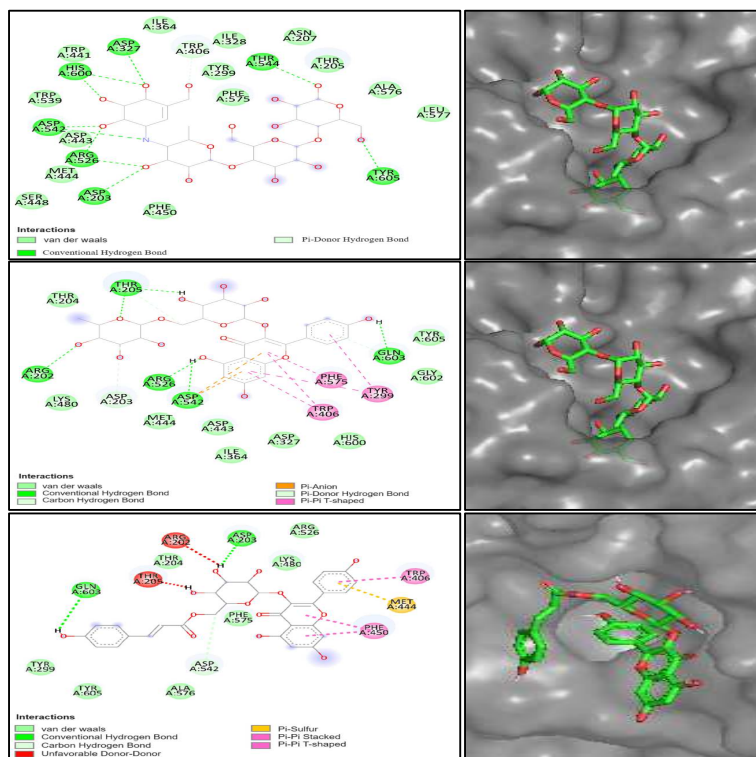 ILE
A:364
ASP
A:327
TRP
A:406
ILE
A:328
ASN
A:207
TRP
A:441
HIS
A:600
TYR
A:299
THR
A:544
THR
A:205
TRP
A:539
PHE
A:575
ALA
A:576
LEU
A:577
ASP
A:542
ASP
A:443
ARG
A:526
MET
A:444
SER
A:448
ASP
A:203
PHE
A:450
TYR
A:605
N
Interactions
van der waals
Conventional Hydrogen Bond
Pi-Donor Hydrogen Bond
THR
A:204
THR
A:205
H
H
TYR
A:605
GLN
A:603
GLY
A:602
ARG
A:202
LYS
A:480
ASP
A:203
ARG
A:526
H
ASP
A:542
PHE
A:575
TYR
A:299
TRP
A:406
MET
A:444
ASP
A:443
ILE
A:364
ASP
A:327
HIS
A:600
Interactions
van der waals
Conventional Hydrogen Bond
Carbon Hydrogen Bond
Pi-Anion
Pi-Donor Hydrogen Bond
Pi-Pi T-shaped
ARG
A:202
ASP
A:203
ARG
A:526
THR
A:204
LYS
A:480
THR
A:205
H
H
GLN
A:603
H
TRP
A:406
MET
A:444
PHE
A:575
PHE
A:450
TYR
A:299
TYR
A:605
ASP
A:542
ALA
A:576
Interactions
van der waals
Conventional Hydrogen Bond
Carbon Hydrogen Bond
Unfavorable Donor-Donor
Pi-Sulfur
Pi-Pi Stacked
Pi-Pi T-shaped